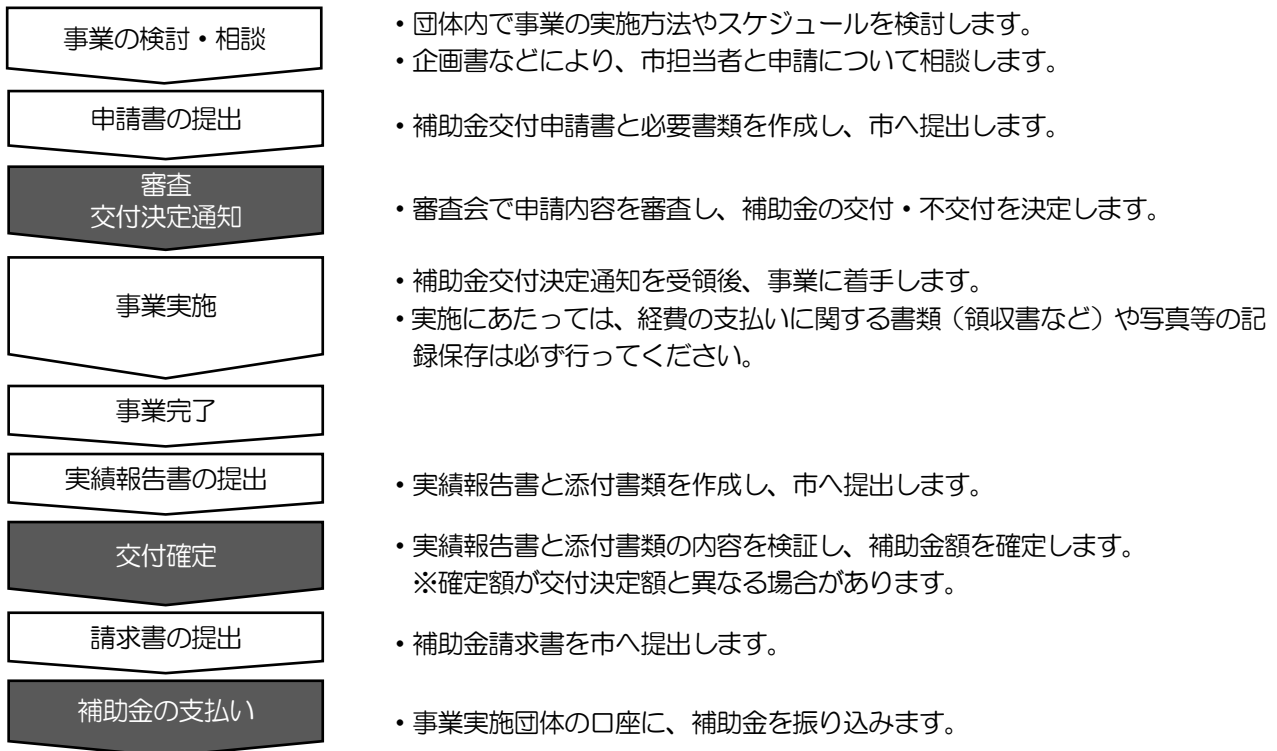 事業の検討・相談
・団体内で事業の実施方法やスケジュールを検討します。
・企画書などにより、市担当者と申請について相談します。
申請書の提出
・補助金交付申請書と必要書類を作成し、市へ提出します。
審査
交付決定通知
・審査会で申請内容を審査し、補助金の交付・不交付を決定します。
事業実施
・補助金交付決定通知を受領後、事業に着手します。
・実施にあたっては、経費の支払いに関する書類（領収書など）や写真等の記
録保存は必ず行ってください。
事業完了
実績報告書の提出
・実績報告書と添付書類を作成し、市へ提出します。
交付確定
・実績報告書と添付書類の内容を検証し、補助金額を確定します。
※確定額が交付決定額と異なる場合があります。
請求書の提出
・補助金請求書を市へ提出します。
補助金の支払い
・事業実施団体の口座に、補助金を振り込みます。